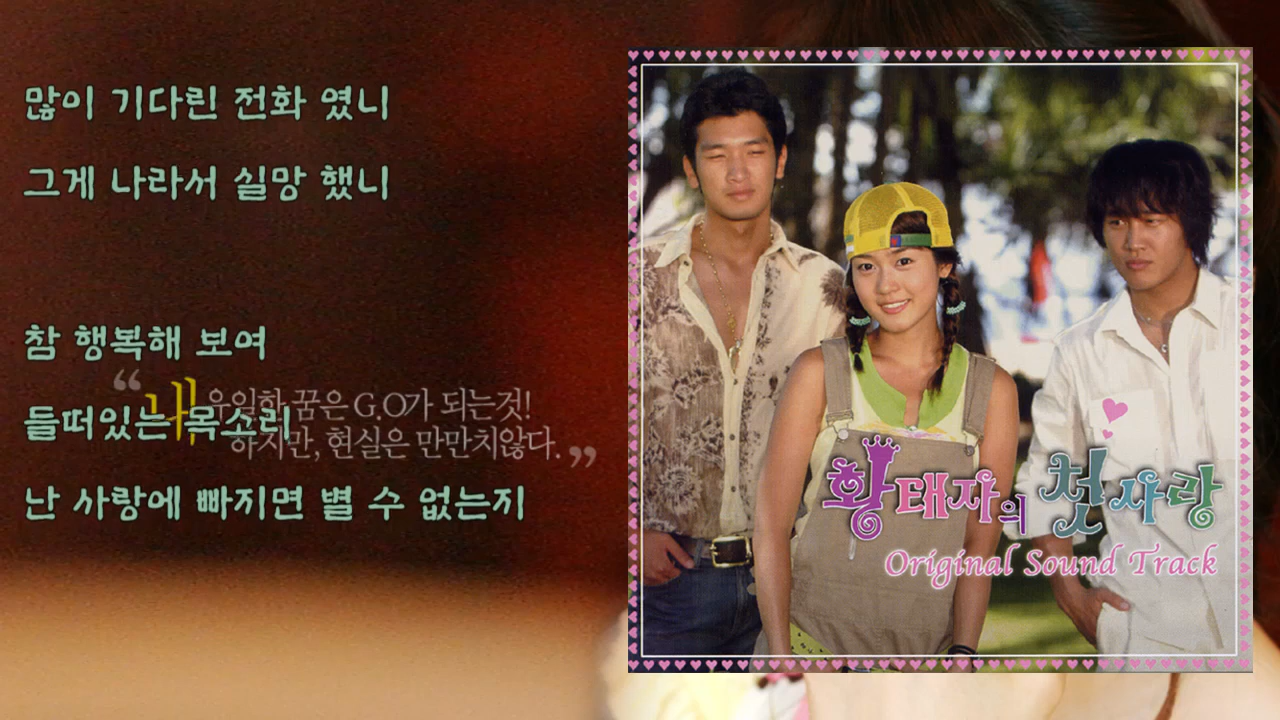 많이 기다린 전화 였니
그게 나라서 실망 했니
참 행복해 보여
들떠있는 목소리
난 사랑에 빠지면 별 수 없는지
“ 내 유일한 꿈은 G.O가 되는것!
하지만, 현실은 만만치않다. ”
황태자의 첫사랑
Original Sound Track